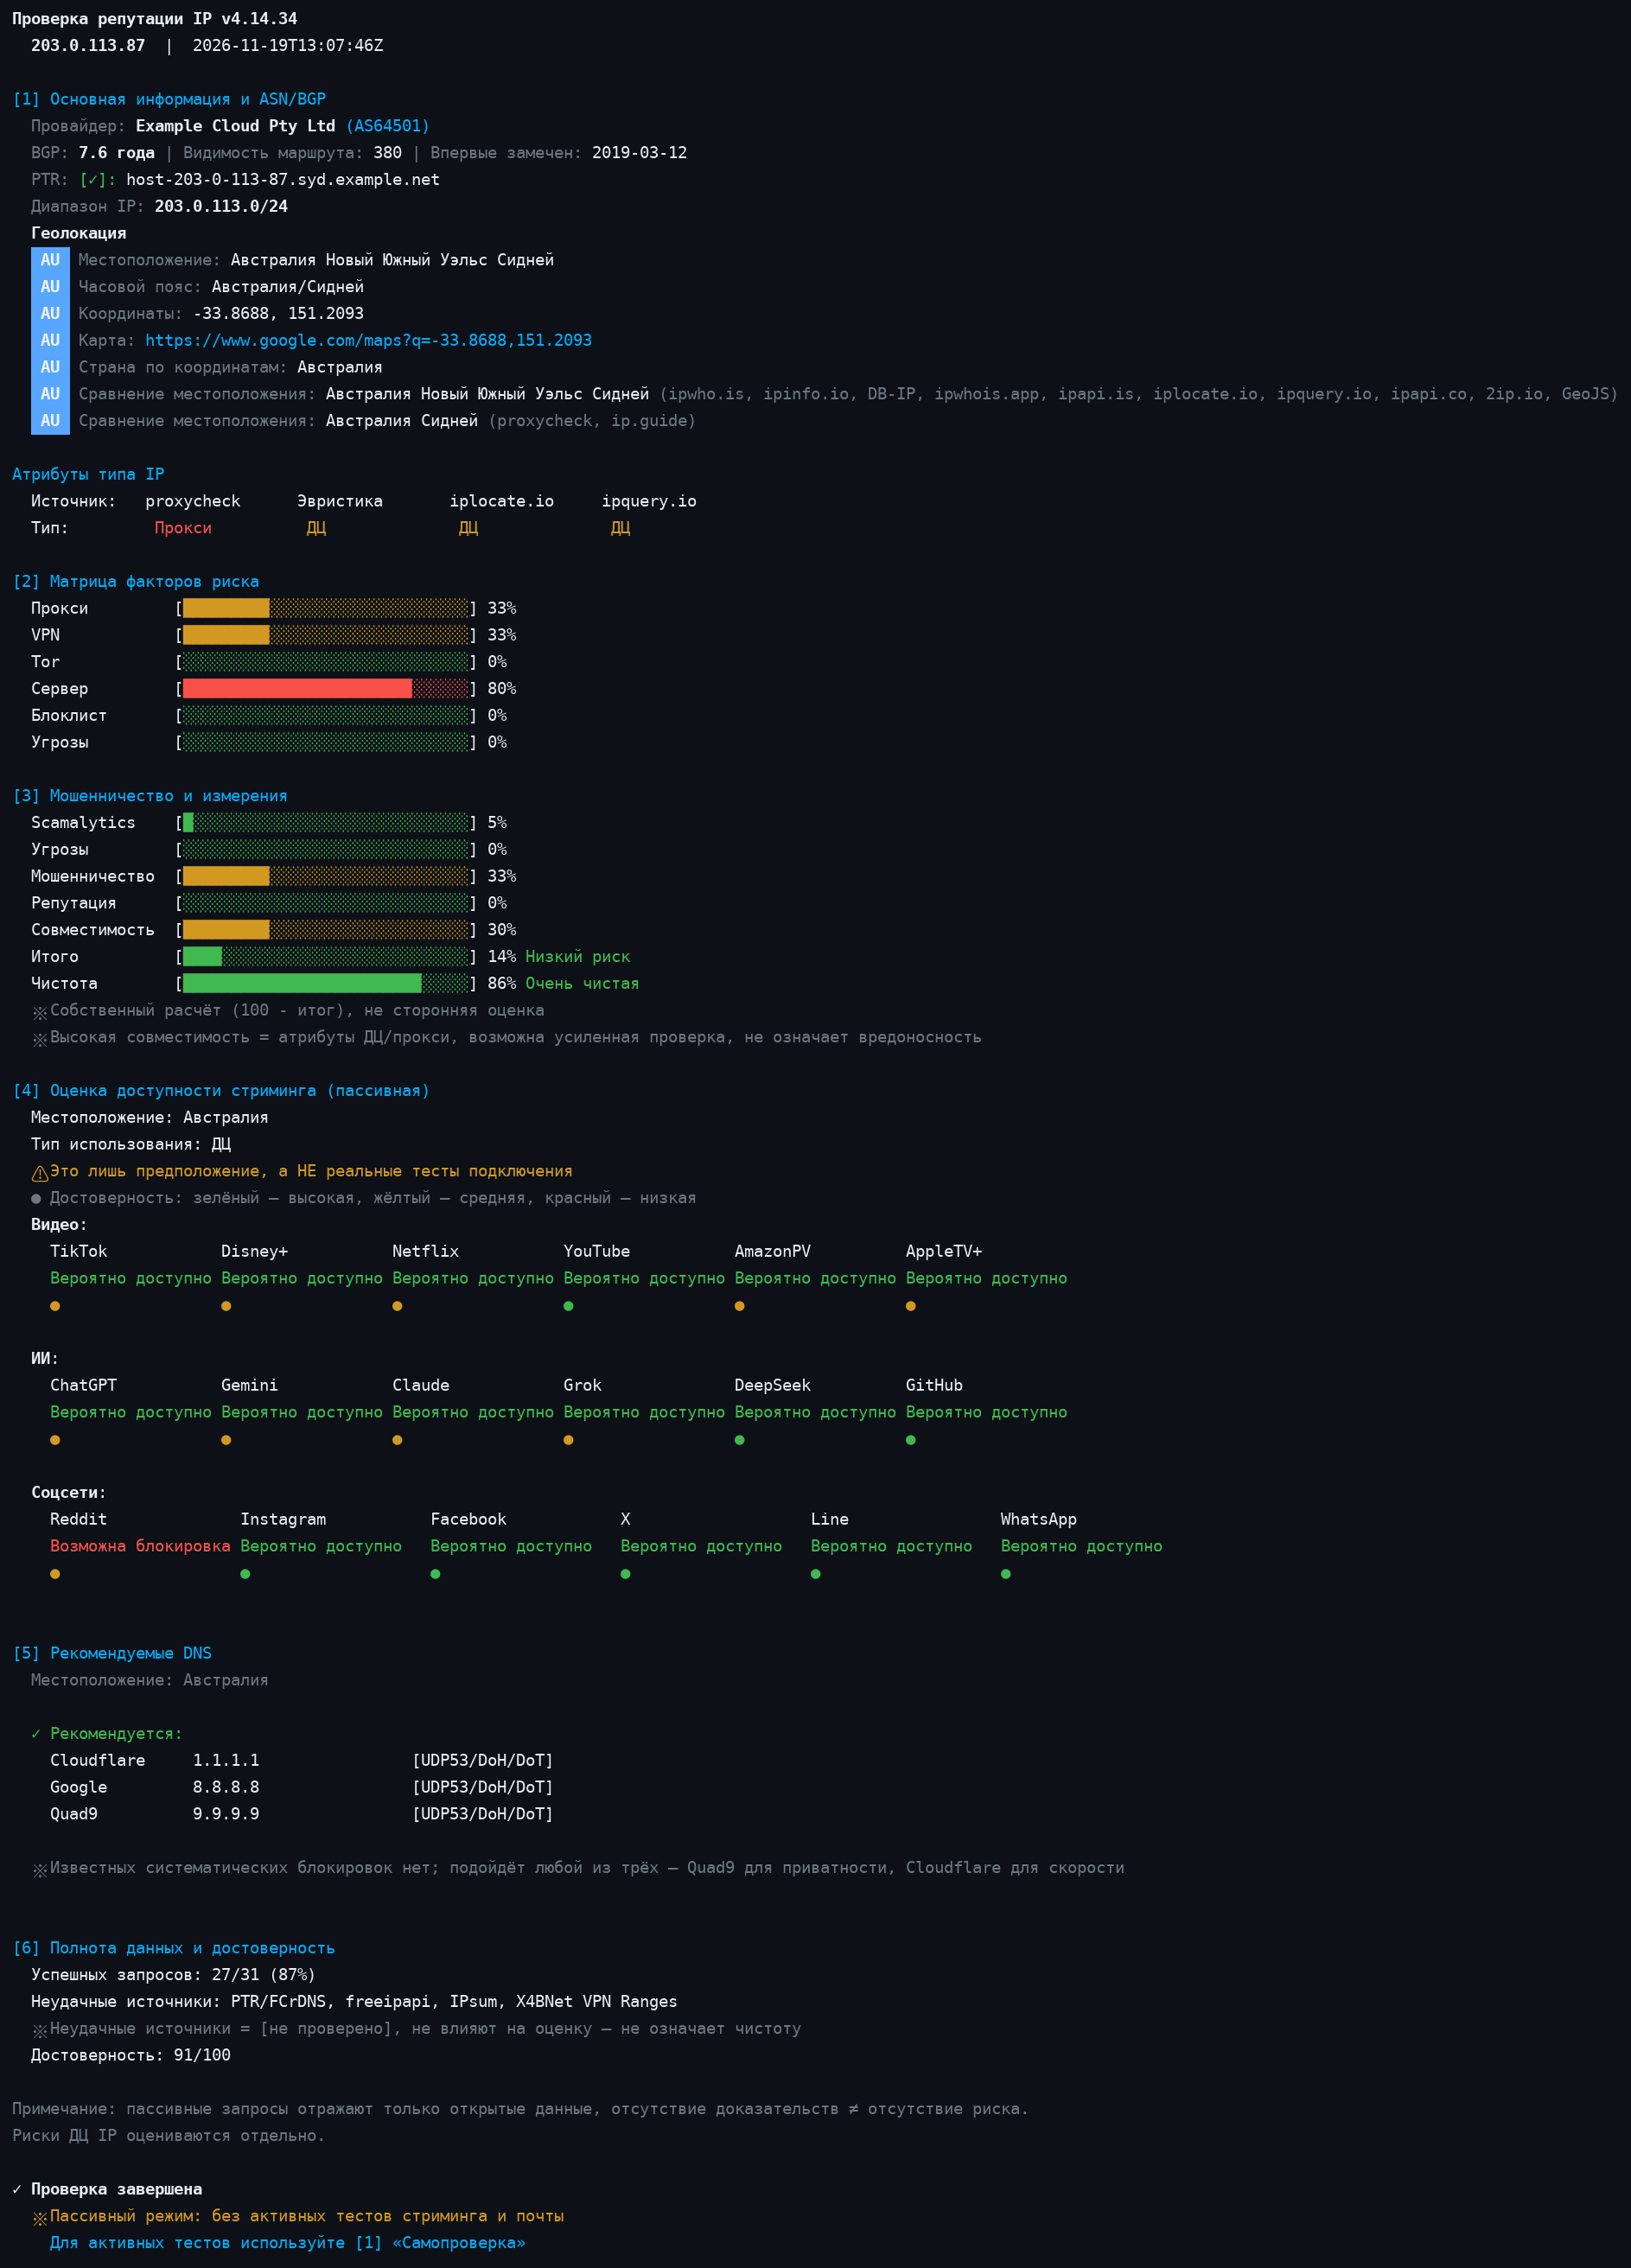 Проверка репутации IP v4.14.34
203.0.113.87 | 2026-11-19T13:07:46Z
[1] Основная информация и ASN/BGP
Провайдер: Example Cloud Pty Ltd (AS64501)
BGP: 7.6 года | Видимость маршрута: 380 | Впервые замечен: 2019-03-12
PTR: [✓]: host-203-0-113-87.syd.example.net
Диапазон IP: 203.0.113.0/24
Геолокация
AU Местоположение: Австралия Новый Южный Уэльс Сидней
AU Часовой пояс: Австралия/Сидней
AU Координаты: -33.8688, 151.2093
AU Карта: https://www.google.com/maps?q=-33.8688,151.2093
AU Страна по координатам: Австралия
AU Сравнение местоположения: Австралия Новый Южный Уэльс Сидней (ipwho.is, ipinfo.io, DB-IP, ipwhois.app, ipapi.is, iplocate.io, ipquery.io, ipapi.co, 2ip.io, GeoJS)
AU Сравнение местоположения: Австралия Сидней (proxycheck, ip.guide)
Атрибуты типа IP
Источник: proxycheck Эвристика iplocate.io ipquery.io
Тип: Прокси ДЦ ДЦ ДЦ
[2] Матрица факторов риска
Прокси [█████████░░░░░░░░░░░░░░░░░░░░░] 33%
VPN [█████████░░░░░░░░░░░░░░░░░░░░░] 33%
Tor [░░░░░░░░░░░░░░░░░░░░░░░░░░░░░░] 0%
Сервер [████████████████████████░░░░░░] 80%
Блоклист [░░░░░░░░░░░░░░░░░░░░░░░░░░░░░░] 0%
Угрозы [░░░░░░░░░░░░░░░░░░░░░░░░░░░░░░] 0%
[3] Мошенничество и измерения
Scamalytics [█░░░░░░░░░░░░░░░░░░░░░░░░░░░░░] 5%
Угрозы [░░░░░░░░░░░░░░░░░░░░░░░░░░░░░░] 0%
Мошенничество [█████████░░░░░░░░░░░░░░░░░░░░░] 33%
Репутация [░░░░░░░░░░░░░░░░░░░░░░░░░░░░░░] 0%
Совместимость [█████████░░░░░░░░░░░░░░░░░░░░░] 30%
Итого [████░░░░░░░░░░░░░░░░░░░░░░░░░░] 14% Низкий риск
Чистота [█████████████████████████░░░░░] 86% Очень чистая
※Собственный расчёт (100 - итог), не сторонняя оценка
※Высокая совместимость = атрибуты ДЦ/прокси, возможна усиленная проверка, не означает вредоносность
[4] Оценка доступности стриминга (пассивная)
Местоположение: Австралия
Тип использования: ДЦ
⚠Это лишь предположение, а НЕ реальные тесты подключения
● Достоверность: зелёный — высокая, жёлтый — средняя, красный — низкая
Видео:
TikTok Disney+ Netflix YouTube AmazonPV AppleTV+
Вероятно доступно Вероятно доступно Вероятно доступно Вероятно доступно Вероятно доступно Вероятно доступно
● ● ● ● ● ●
ИИ:
ChatGPT Gemini Claude Grok DeepSeek GitHub
Вероятно доступно Вероятно доступно Вероятно доступно Вероятно доступно Вероятно доступно Вероятно доступно
● ● ● ● ● ●
Соцсети:
Reddit Instagram Facebook X Line WhatsApp
Возможна блокировка Вероятно доступно Вероятно доступно Вероятно доступно Вероятно доступно Вероятно доступно
● ● ● ● ● ●
[5] Рекомендуемые DNS
Местоположение: Австралия
✓ Рекомендуется:
Cloudflare 1.1.1.1 [UDP53/DoH/DoT]
Google 8.8.8.8 [UDP53/DoH/DoT]
Quad9 9.9.9.9 [UDP53/DoH/DoT]
※Известных систематических блокировок нет; подойдёт любой из трёх — Quad9 для приватности, Cloudflare для скорости
[6] Полнота данных и достоверность
Успешных запросов: 27/31 (87%)
Неудачные источники: PTR/FCrDNS, freeipapi, IPsum, X4BNet VPN Ranges
※Неудачные источники = [не проверено], не влияют на оценку — не означает чистоту
Достоверность: 91/100
Примечание: пассивные запросы отражают только открытые данные, отсутствие доказательств ≠ отсутствие риска.
Риски ДЦ IP оцениваются отдельно.
✓ Проверка завершена
※Пассивный режим: без активных тестов стриминга и почты
Для активных тестов используйте [1] «Самопроверка»